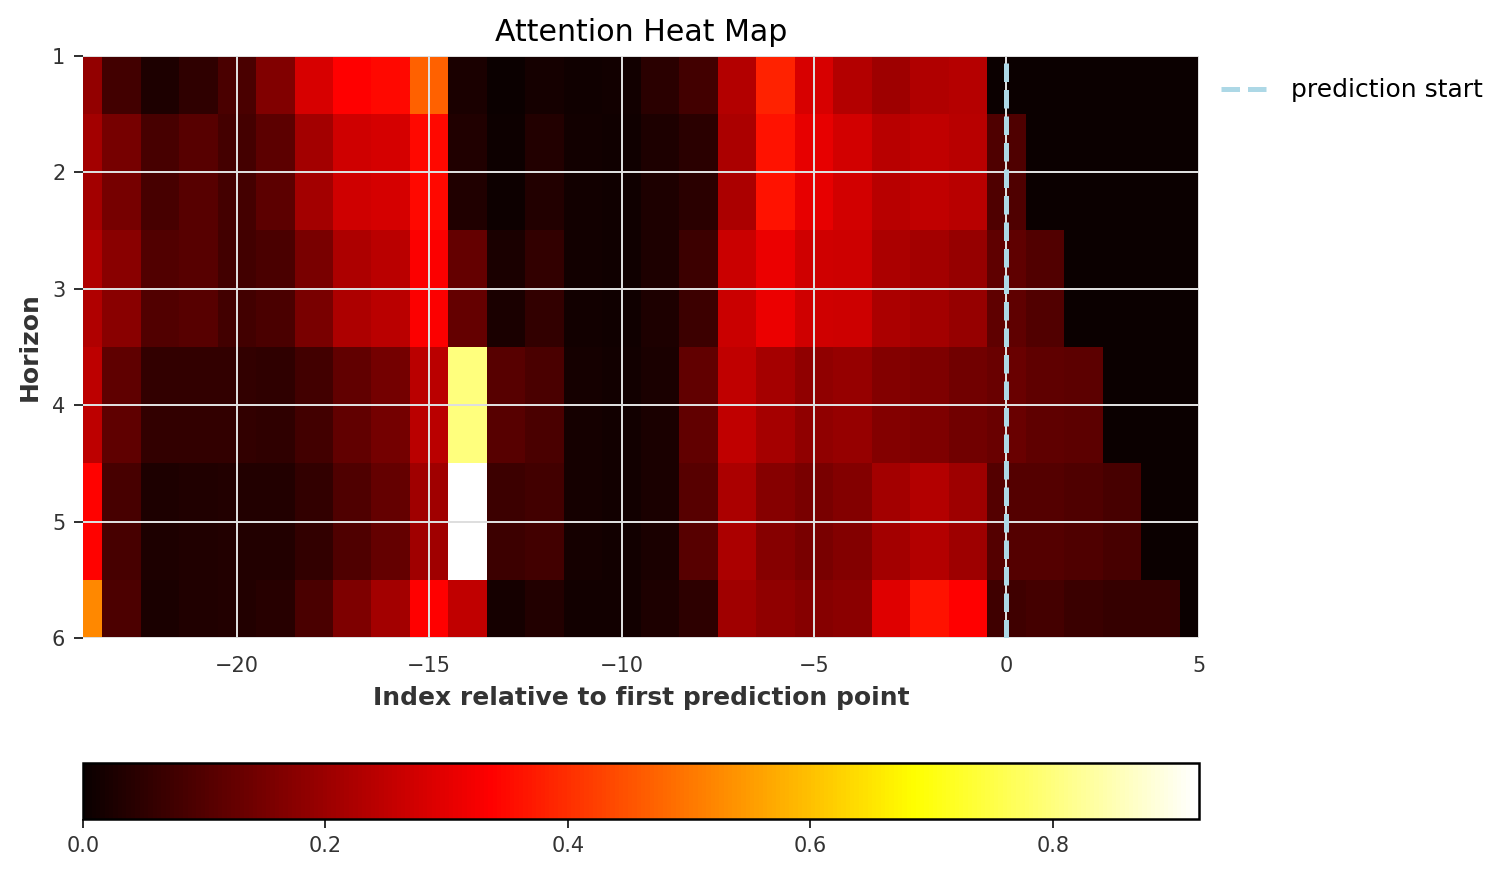 Attention Heat Map
prediction start
1
2
3
4
5
6
Horizon
−20 −15 −10 −5 0 5
Index relative to first prediction point
0.0 0.2 0.4 0.6 0.8